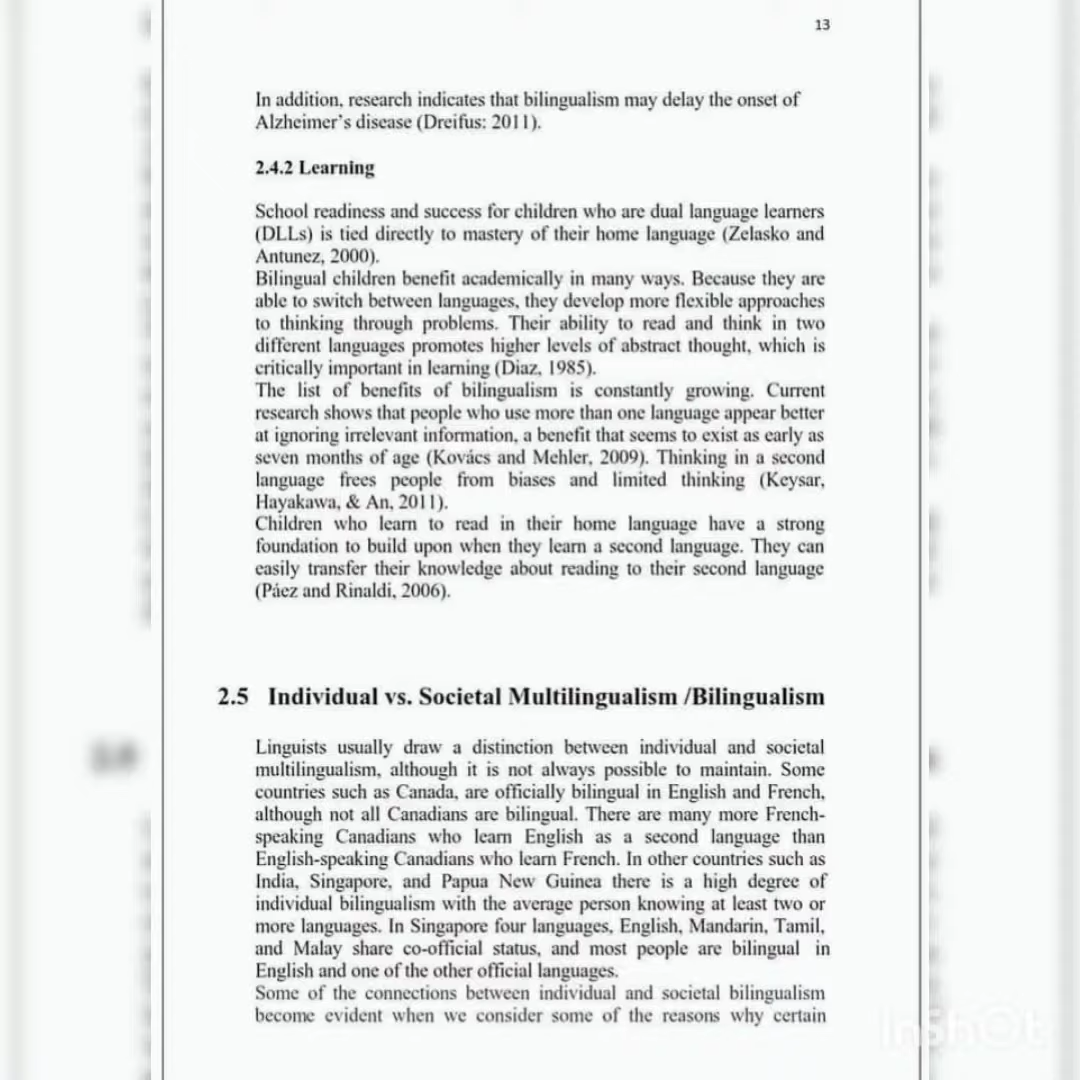 13
In addition, research indicates that bilingualism may delay the onset of
Alzheimer's disease (Dreifus: 2011).
2.4.2 Learning
School readiness and success for children who are dual language learners
(DLLs) is tied directly to mastery of their home language (Zelasko and
Antunez, 2000).
Bilingual children benefit academically in many ways. Because they are
able to switch between languages, they develop more flexible approaches
to thinking through problems. Their ability to read and think in two
different languages promotes higher levels of abstract thought, which is
critically important in learning (Diaz, 1985).
The list of benefits of bilingualism is constantly growing. Current
research shows that people who use more than one language appear better
at ignoring irrelevant information, a benefit that seems to exist as early as
seven months of age (Kovács and Mehler, 2009). Thinking in a second
language frees people from biases and limited thinking (Keysar,
Hayakawa, & An, 2011).
Children who learn to read in their home language have a strong
foundation to build upon when they learn a second language. They can
easily transfer their knowledge about reading to their second language
(Páez and Rinaldi, 2006).
2.5 Individual vs. Societal Multilingualism /Bilingualism
Linguists usually draw a distinction between individual and societal
multilingualism, although it is not always possible to maintain. Some
countries such as Canada, are officially bilingual in English and French,
although not all Canadians are bilingual. There are many more French-
speaking Canadians who learn English as a second language than
English-speaking Canadians who learn French. In other countries such as
India, Singapore, and Papua New Guinea there is a high degree of
individual bilingualism with the average person knowing at least two or
more languages. In Singapore four languages, English, Mandarin, Tamil,
and Malay share co-official status, and most people are bilingual in
English and one of the other official languages.
Some of the connections between individual and societal bilingualism
become evident when we consider some of the reasons why certain
InShOt